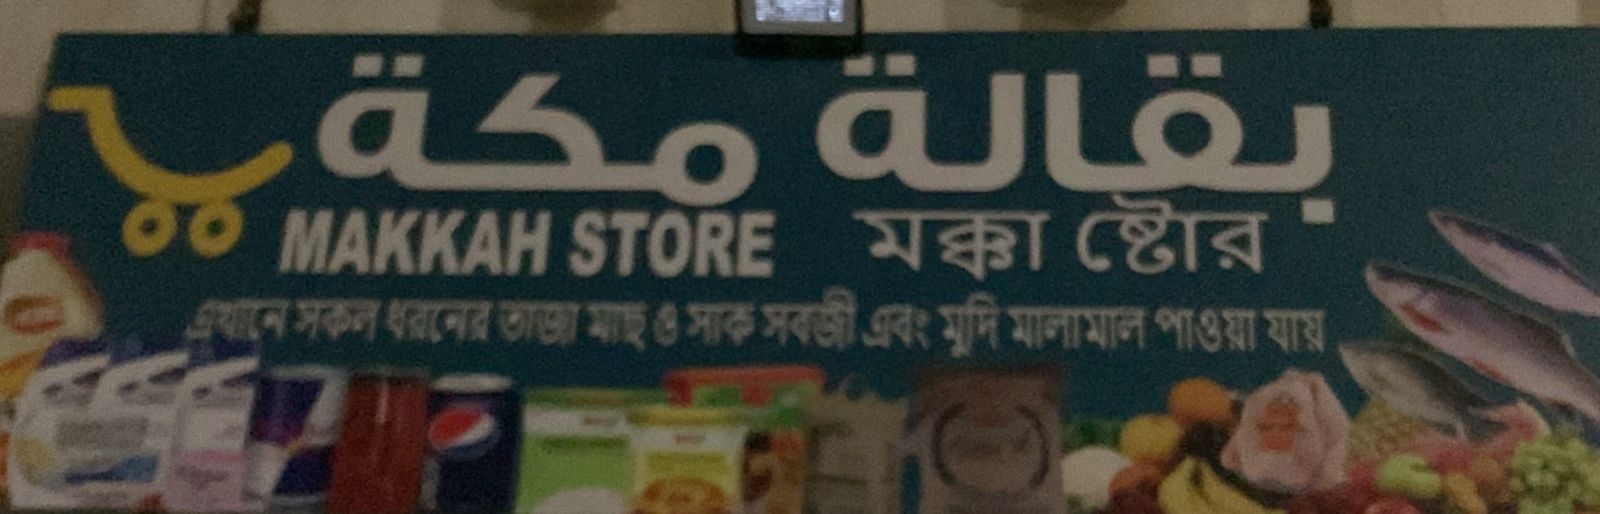 بقالة مكة
MAKKAH STORE মক্কা ষ্টোর
এখানে সকল ধরনের তাজা মাছ ও সাক সবজী এবং মুদি মালামাল পাওয়া যায়